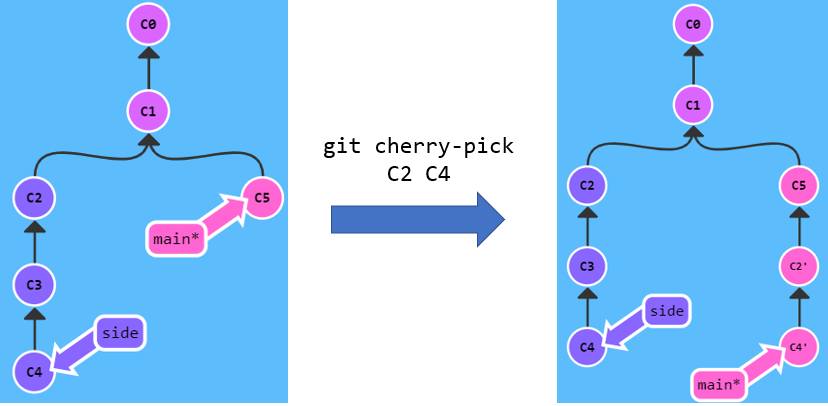 C0
C1
C2
C5
main*
C3
side
C4
git cherry-pick
C2 C4
C0
C1
C2
C5
C3
C2'
side
C4
C4'
main*